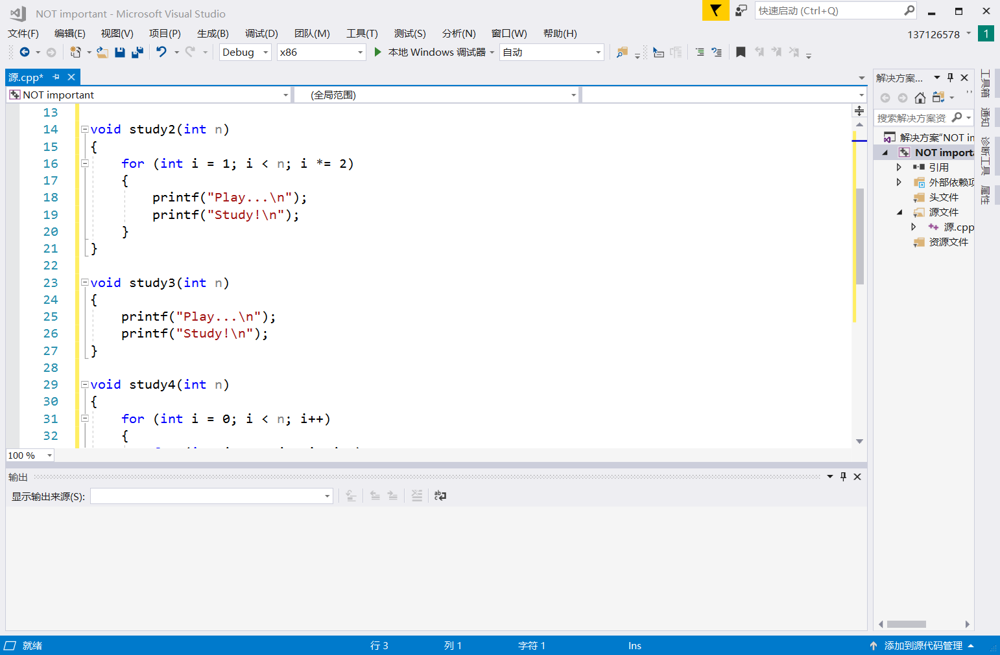 NOT important - Microsoft Visual Studio
快速启动 (Ctrl+Q)
文件(F) 编辑(E) 视图(V) 项目(P) 生成(B) 调试(D) 团队(M) 工具(T) 测试(S) 分析(N) 窗口(W) 帮助(H)
137126578 1
Debug x86 本地 Windows 调试器 自动
源.cpp*
NOT important (全局范围)
13
14 void study2(int n)
15 {
16 for (int i = 1; i < n; i *= 2)
17 {
18 printf("Play...\n");
19 printf("Study!\n");
20 }
21 }
22
23 void study3(int n)
24 {
25 printf("Play...\n");
26 printf("Study!\n");
27 }
28
29 void study4(int n)
30 {
31 for (int i = 0; i < n; i++)
32 {
100 %
输出
显示输出来源(S):
解决方案...
搜索解决方案资
解决方案"NOT in
NOT importa
引用
外部依赖项
头文件
源文件
源.cpp
资源文件
工具箱
通知
诊断工具
属性
就绪 行 3 列 1 字符 1 Ins 添加到源代码管理